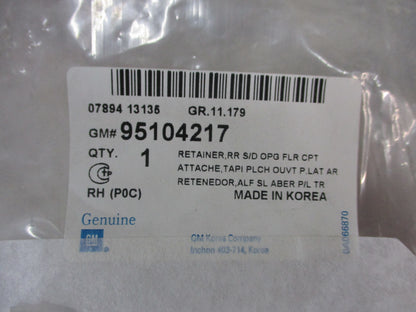 07894 13135 GR.11.179
GM# 95104217
QTY. 1
RETAINER,RR S/D OPG FLR CPT
ATTACHE,TAPI PLCH OUVT P.LAT AR
RETENEDOR,ALF SL ABER P/L TR
RH (P0C) MADE IN KOREA
Genuine
GM
GM Korea Company
Incheon 403-714, Korea